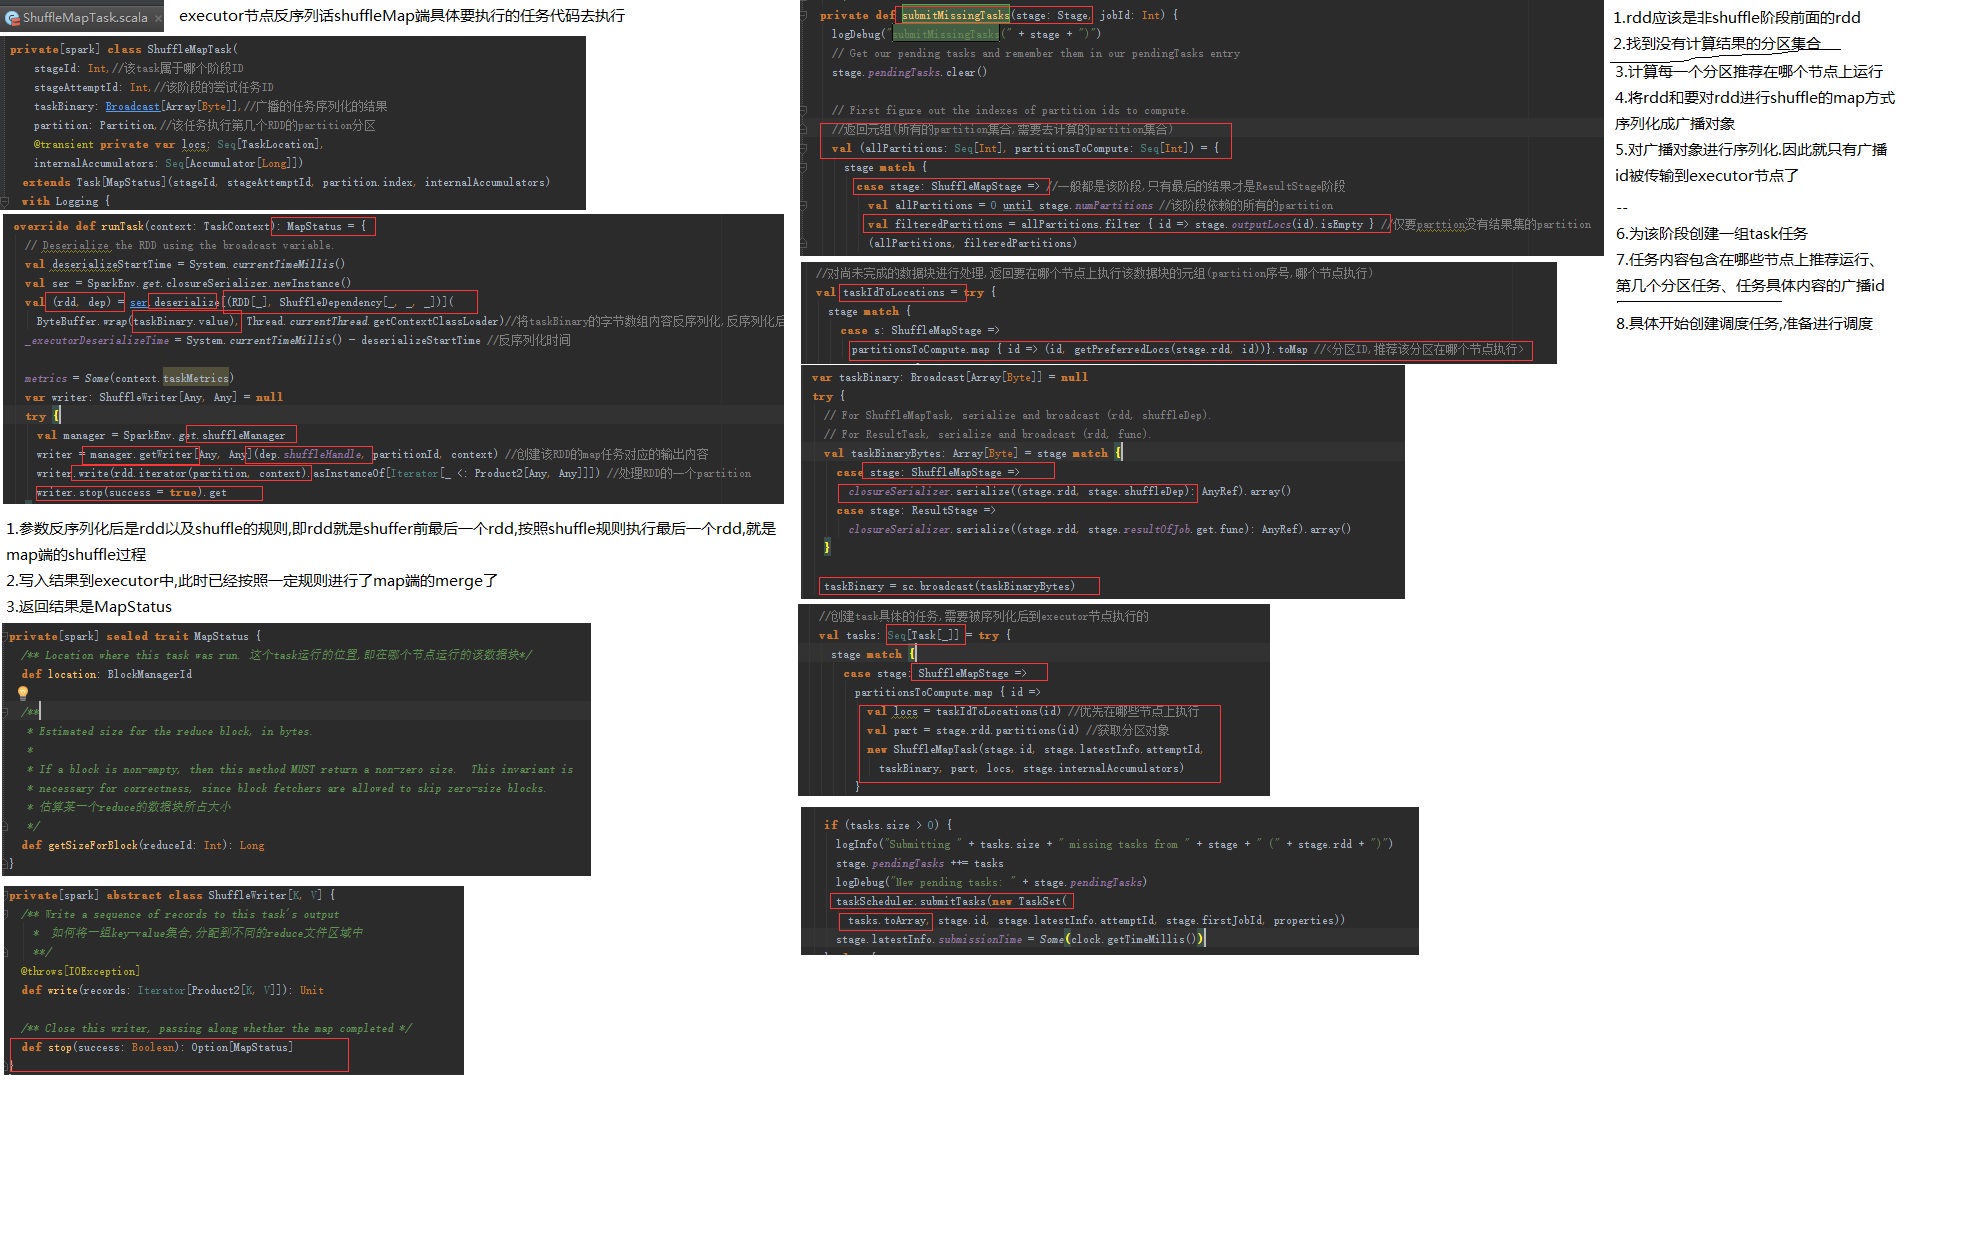 ShuffleMapTask.scala ×
executor节点反序列话shuffleMap端具体要执行的任务代码去执行
private[spark] class ShuffleMapTask(
stageId: Int,//该task属于哪个阶段ID
stageAttemptId: Int,//该阶段的尝试任务ID
taskBinary: Broadcast[Array[Byte]],//广播的任务序列化的结果
partition: Partition,//该任务执行第几个RDD的partition分区
@transient private var locs: Seq[TaskLocation],
internalAccumulators: Seq[Accumulator[Long]])
extends Task[MapStatus](stageId, stageAttemptId, partition.index, internalAccumulators)
with Logging {
override def runTask(context: TaskContext): MapStatus = {
// Deserialize the RDD using the broadcast variable.
val deserializeStartTime = System.currentTimeMillis()
val ser = SparkEnv.get.closureSerializer.newInstance()
val (rdd, dep) = ser.deserialize[(RDD[_], ShuffleDependency[_, _, _])](
ByteBuffer.wrap(taskBinary.value), Thread.currentThread.getContextClassLoader)//将taskBinary的字节数组内容反序列化,反序列化后
_executorDeserializeTime = System.currentTimeMillis() - deserializeStartTime //反序列化时间
metrics = Some(context.taskMetrics)
var writer: ShuffleWriter[Any, Any] = null
try {
val manager = SparkEnv.get.shuffleManager
writer = manager.getWriter[Any, Any](dep.shuffleHandle, partitionId, context) //创建该RDD的map任务对应的输出内容
writer.write(rdd.iterator(partition, context).asInstanceOf[Iterator[_ <: Product2[Any, Any]]]) //处理RDD的一个partition
writer.stop(success = true).get
1.参数反序列化后是rdd以及shuffle的规则,即rdd就是shuffer前最后一个rdd,按照shuffle规则执行最后一个rdd,就是
map端的shuffle过程
2.写入结果到executor中,此时已经按照一定规则进行了map端的merge了
3.返回结果是MapStatus
private[spark] sealed trait MapStatus {
/** Location where this task was run. 这个task运行的位置,即在哪个节点运行的该数据块*/
def location: BlockManagerId
/**
* Estimated size for the reduce block, in bytes.
*
* If a block is non-empty, then this method MUST return a non-zero size.  This invariant is
* necessary for correctness, since block fetchers are allowed to skip zero-size blocks.
* 估算某一个reduce的数据块所占大小
*/
def getSizeForBlock(reduceId: Int): Long
}
private[spark] abstract class ShuffleWriter[K, V] {
/** Write a sequence of records to this task's output
* 如何将一组key-value集合,分配到不同的reduce文件区域中
**/
@throws[IOException]
def write(records: Iterator[Product2[K, V]]): Unit
/** Close this writer, passing along whether the map completed */
def stop(success: Boolean): Option[MapStatus]
}
private def submitMissingTasks(stage: Stage, jobId: Int) {
logDebug("submitMissingTasks(" + stage + ")")
// Get our pending tasks and remember them in our pendingTasks entry
stage.pendingTasks.clear()
// First figure out the indexes of partition ids to compute.
//返回元组(所有的partition集合,需要去计算的partition集合)
val (allPartitions: Seq[Int], partitionsToCompute: Seq[Int]) = {
stage match {
case stage: ShuffleMapStage => //一般都是该阶段,只有最后的结果才是ResultStage阶段
val allPartitions = 0 until stage.numPartitions //该阶段依赖的所有的partition
val filteredPartitions = allPartitions.filter { id => stage.outputLocs(id).isEmpty } //仅要parttion没有结果集的partition
(allPartitions, filteredPartitions)
//对尚未完成的数据块进行处理,返回要在哪个节点上执行该数据块的元组(partition序号,哪个节点执行)
val taskIdToLocations = try {
stage match {
case s: ShuffleMapStage =>
partitionsToCompute.map { id => (id, getPreferredLocs(stage.rdd, id))}.toMap //<分区ID,推荐该分区在哪个节点执行>
var taskBinary: Broadcast[Array[Byte]] = null
try {
// For ShuffleMapTask, serialize and broadcast (rdd, shuffleDep).
// For ResultTask, serialize and broadcast (rdd, func).
val taskBinaryBytes: Array[Byte] = stage match {
case stage: ShuffleMapStage =>
closureSerializer.serialize((stage.rdd, stage.shuffleDep): AnyRef).array()
case stage: ResultStage =>
closureSerializer.serialize((stage.rdd, stage.resultOfJob.get.func): AnyRef).array()
}
taskBinary = sc.broadcast(taskBinaryBytes)
//创建task具体的任务,需要被序列化后到executor节点执行的
val tasks: Seq[Task[_]] = try {
stage match {
case stage: ShuffleMapStage =>
partitionsToCompute.map { id =>
val locs = taskIdToLocations(id) //优先在哪些节点上执行
val part = stage.rdd.partitions(id) //获取分区对象
new ShuffleMapTask(stage.id, stage.latestInfo.attemptId,
taskBinary, part, locs, stage.internalAccumulators)
}
if (tasks.size > 0) {
logInfo("Submitting " + tasks.size + " missing tasks from " + stage + " (" + stage.rdd + ")")
stage.pendingTasks ++= tasks
logDebug("New pending tasks: " + stage.pendingTasks)
taskScheduler.submitTasks(new TaskSet(
tasks.toArray, stage.id, stage.latestInfo.attemptId, stage.firstJobId, properties))
stage.latestInfo.submissionTime = Some(clock.getTimeMillis())
1.rdd应该是非shuffle阶段前面的rdd
2.找到没有计算结果的分区集合
3.计算每一个分区推荐在哪个节点上运行
4.将rdd和要对rdd进行shuffle的map方式
序列化成广播对象
5.对广播对象进行序列化.因此就只有广播
id被传输到executor节点了
--
6.为该阶段创建一组task任务
7.任务内容包含在哪些节点上推荐运行、
第几个分区任务、任务具体内容的广播id
8.具体开始创建调度任务,准备进行调度